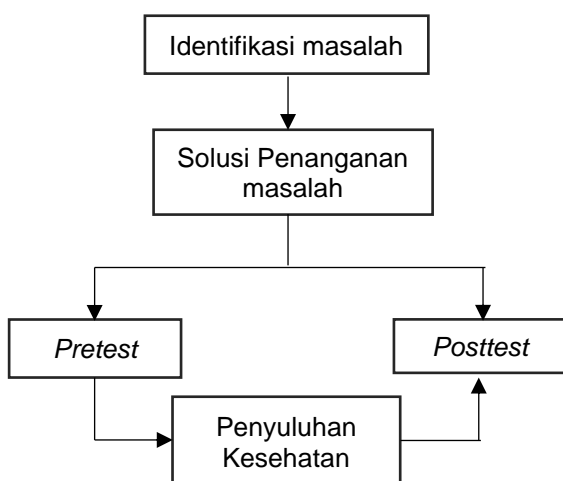 Identifikasi masalah
Solusi Penanganan
masalah
Pretest
Posttest
Penyuluhan
Kesehatan